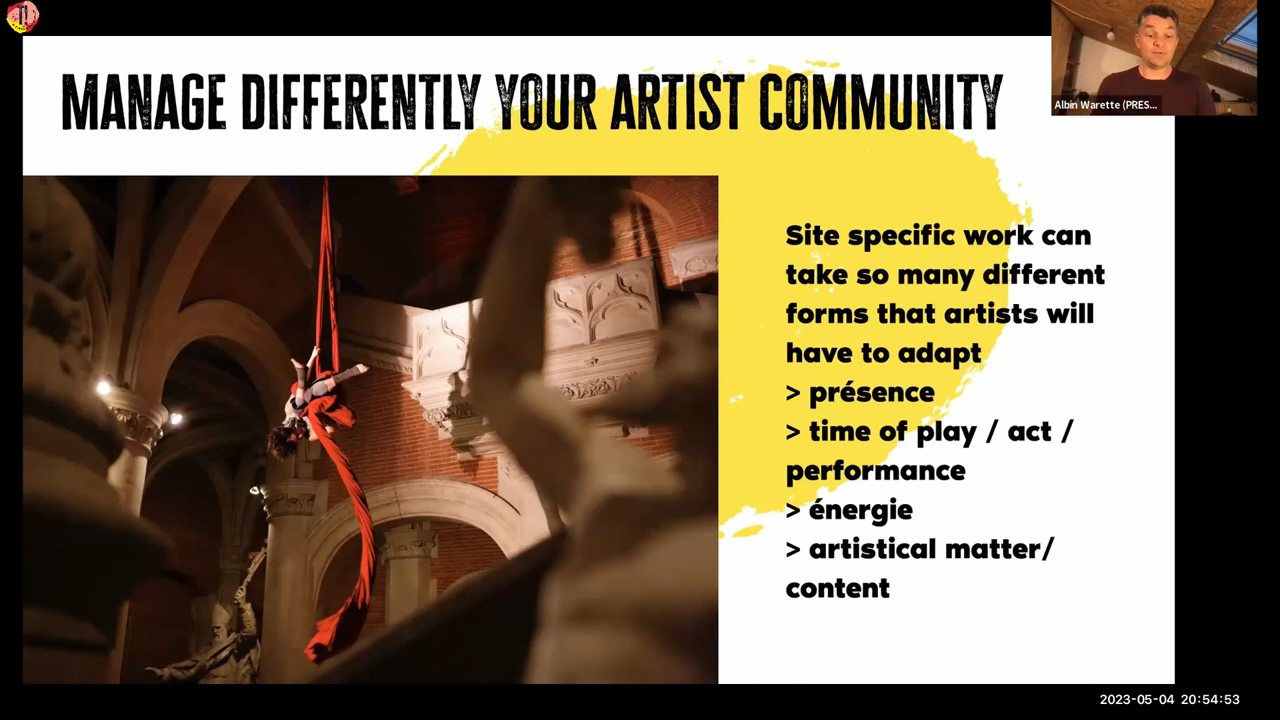 MANAGE DIFFERENTLY YOUR ARTIST COMMUNITY
Albin Warette (PRES...
Site specific work can
take so many different
forms that artists will
have to adapt
> présence
> time of play / act /
performance
> énergie
> artistical matter/
content
2023-05-04 20:54:53